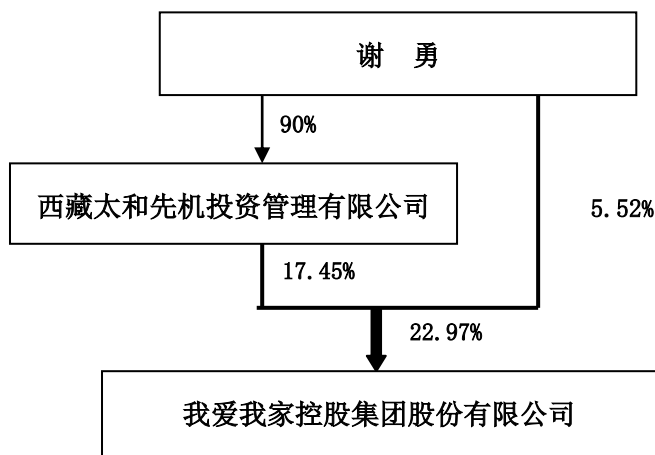 谢　勇
90%
西藏太和先机投资管理有限公司
5.52%
17.45%
22.97%
我爱我家控股集团股份有限公司